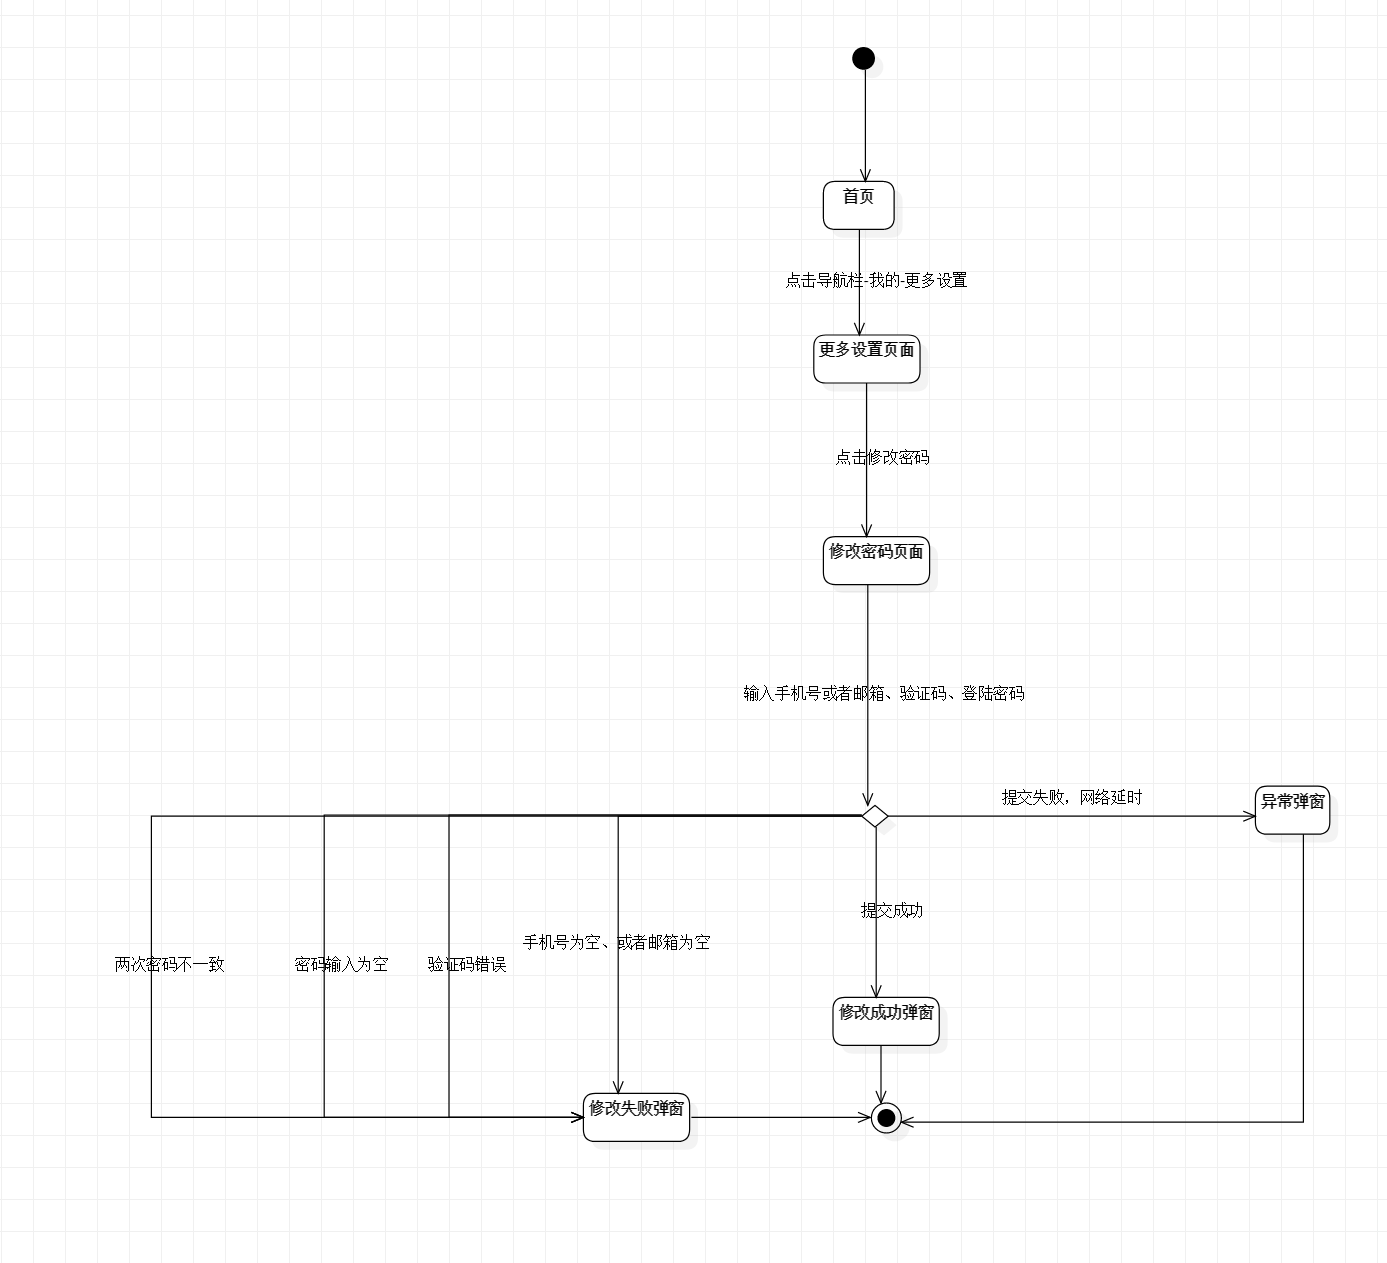 首页
点击导航栏-我的-更多设置
更多设置页面
点击修改密码
修改密码页面
输入手机号或者邮箱、验证码、登陆密码
提交失败，网络延时
异常弹窗
提交成功
手机号为空、或者邮箱为空
两次密码不一致
密码输入为空
验证码错误
修改成功弹窗
修改失败弹窗